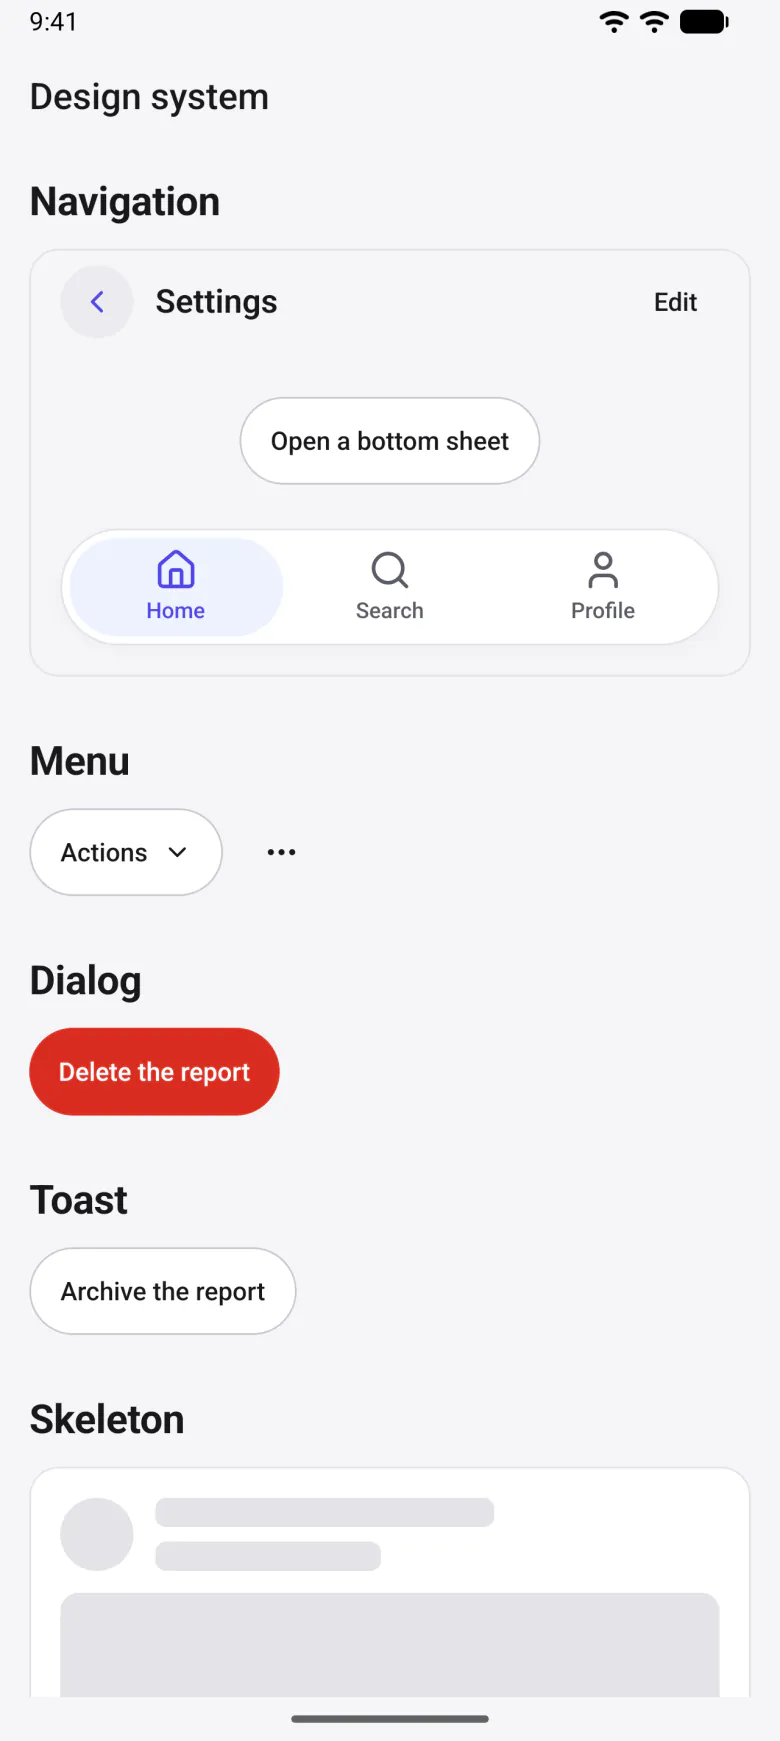 9:41
Design system
Navigation
Settings
Edit
Open a bottom sheet
Home
Search
Profile
Menu
Actions
Dialog
Delete the report
Toast
Archive the report
Skeleton